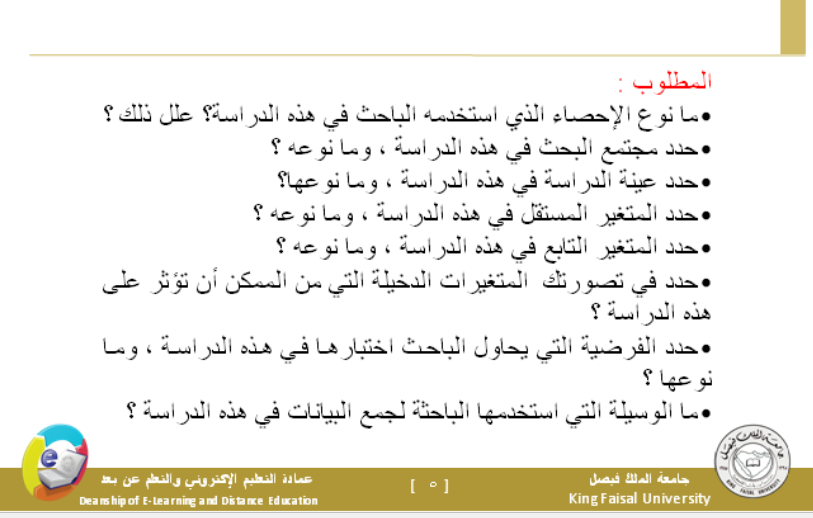 المطلوب :
•ما نوع الإحصاء الذي استخدمه الباحث في هذه الدراسة؟ علل ذلك ؟
•حدد مجتمع البحث في هذه الدراسة ، وما نوعه ؟
•حدد عينة الدراسة في هذه الدراسة ، وما نوعها؟
•حدد المتغير المستقل في هذه الدراسة ، وما نوعه ؟
•حدد المتغير التابع في هذه الدراسة ، وما نوعه ؟
•حدد في تصورتك المتغيرات الدخيلة التي من الممكن أن تؤثر على
هذه الدراسة ؟
•حدد الفرضية التي يحاول الباحث اختبارها في هذه الدراسة ، وما
نوعها ؟
•ما الوسيلة التي استخدمها الباحثة لجمع البيانات في هذه الدراسة ؟
جامعة الملك فيصل
King Faisal University
[ ٥ ]
عمادة التعليم الإلكتروني والتعلم عن بعد
Deanship of E-Learning and Distance Education